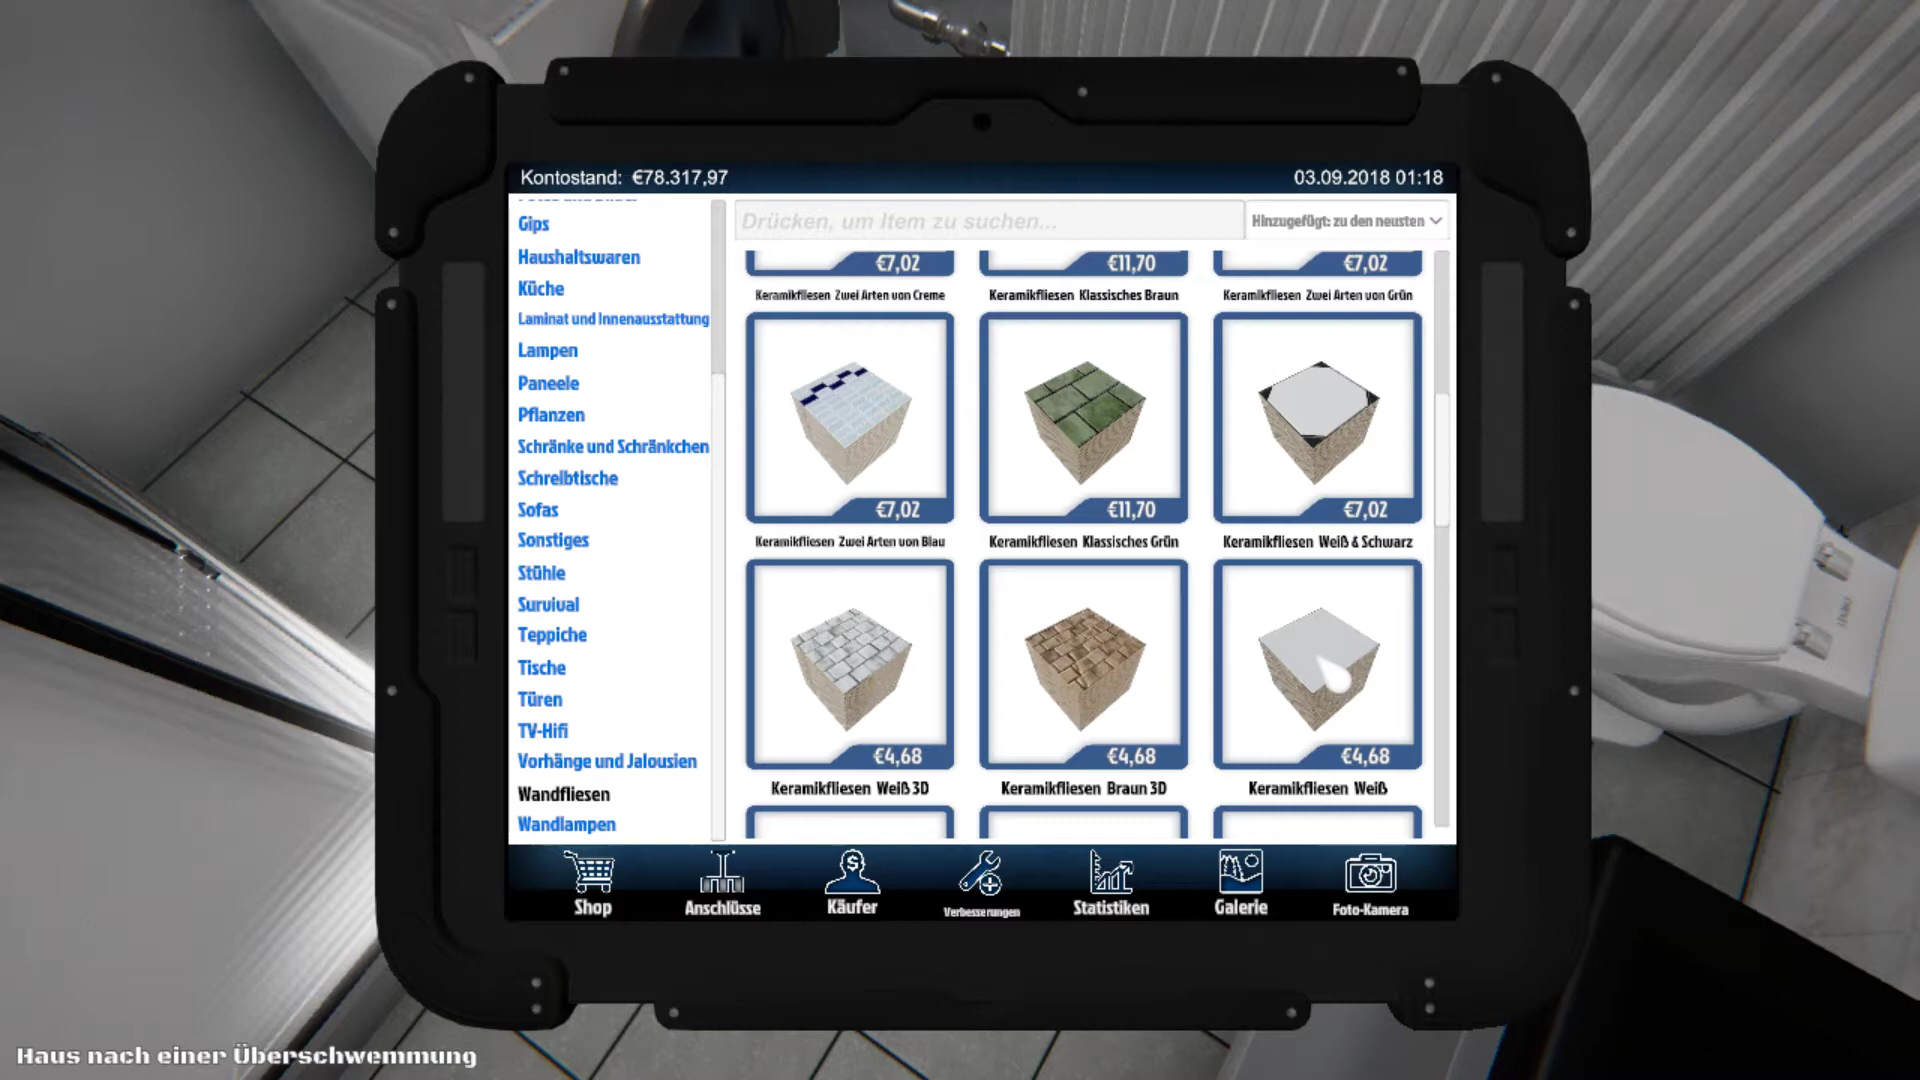 Kontostand: €78.317,97
03.09.2018 01:18
Gips
Haushaltswaren
Küche
Laminat und Innenausstattung
Lampen
Paneele
Pflanzen
Schränke und Schränkchen
Schreibtische
Sofas
Sonstiges
Stühle
Survival
Teppiche
Tische
Türen
TV-Hifi
Vorhänge und Jalousien
Wandfliesen
Wandlampen
Drücken, um Item zu suchen...
Hinzugefügt: zu den neusten
€7,02
€11,70
€7,02
Keramikfliesen Zwei Arten von Creme
Keramikfliesen Klassisches Braun
Keramikfliesen Zwei Arten von Grün
€7,02
€11,70
€7,02
Keramikfliesen Zwei Arten von Blau
Keramikfliesen Klassisches Grün
Keramikfliesen Weiß & Schwarz
€4,68
€4,68
€4,68
Keramikfliesen Weiß 3D
Keramikfliesen Braun 3D
Keramikfliesen Weiß
Shop
Anschlüsse
Käufer
Verbesserungen
Statistiken
Galerie
Foto-Kamera
Haus nach einer Überschwemmung